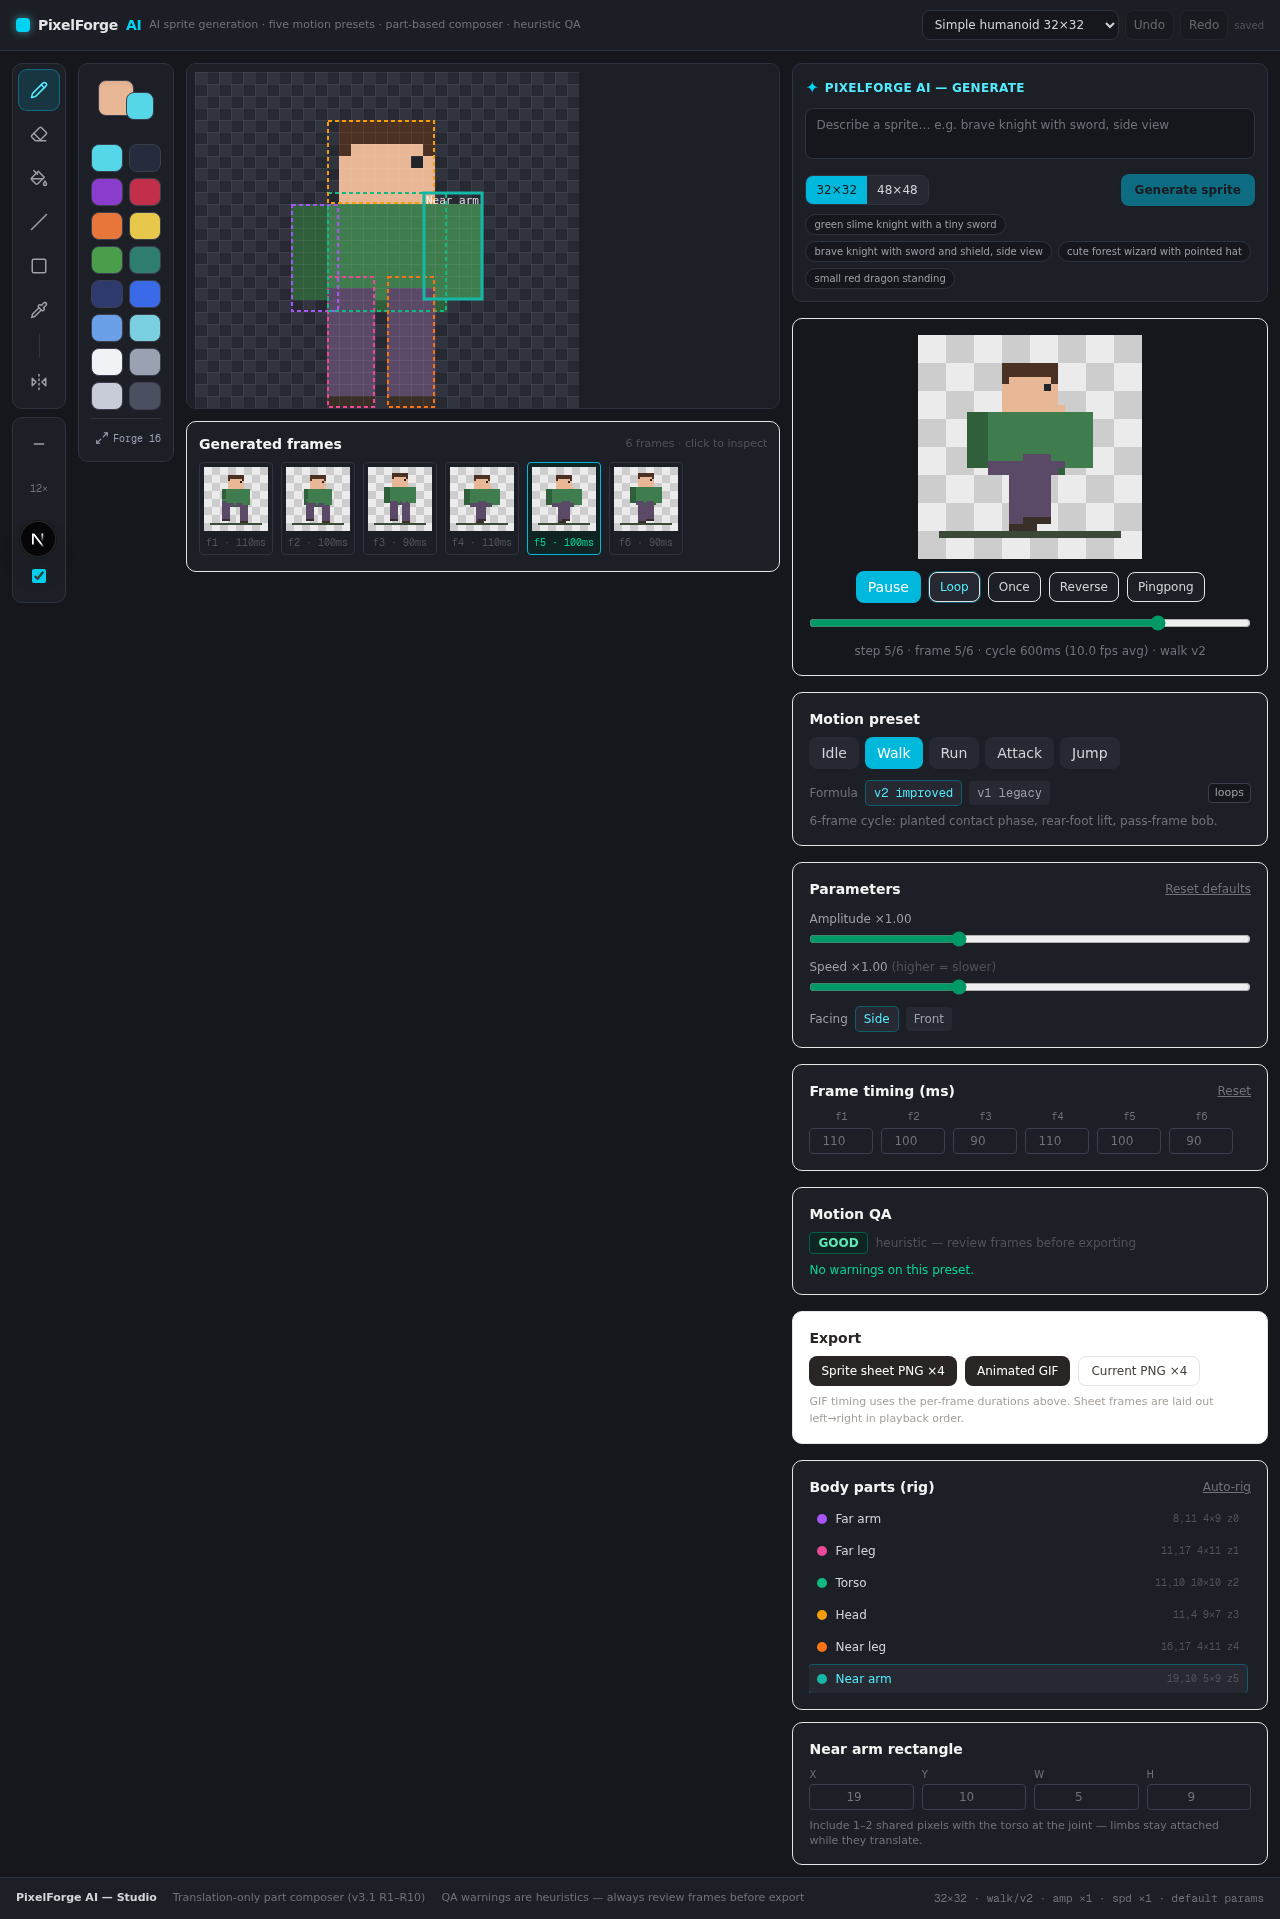 PixelForge AI AI sprite generation · five motion presets · part-based composer · heuristic QA
Simple humanoid 32×32 Undo Redo saved
✦ PIXELFORGE AI — GENERATE
Describe a sprite… e.g. brave knight with sword, side view
32×32 48×48 Generate sprite
green slime knight with a tiny sword
brave knight with sword and shield, side view cute forest wizard with pointed hat
small red dragon standing
Near arm
Forge 16
12×
N
Generated frames 6 frames · click to inspect
f1 · 110ms f2 · 100ms f3 · 90ms f4 · 110ms f5 · 100ms f6 · 90ms
Pause Loop Once Reverse Pingpong
step 5/6 · frame 5/6 · cycle 600ms (10.0 fps avg) · walk v2
Motion preset
Idle Walk Run Attack Jump
Formula v2 improved v1 legacy loops
6-frame cycle: planted contact phase, rear-foot lift, pass-frame bob.
Parameters Reset defaults
Amplitude ×1.00
Speed ×1.00 (higher = slower)
Facing Side Front
Frame timing (ms) Reset
f1 f2 f3 f4 f5 f6
110 100 90 110 100 90
Motion QA
GOOD heuristic — review frames before exporting
No warnings on this preset.
Export
Sprite sheet PNG ×4 Animated GIF Current PNG ×4
GIF timing uses the per-frame durations above. Sheet frames are laid out
left→right in playback order.
Body parts (rig) Auto-rig
Far arm 8,11 4×9 z0
Far leg 11,17 4×11 z1
Torso 11,10 10×10 z2
Head 11,4 9×7 z3
Near leg 16,17 4×11 z4
Near arm 19,10 5×9 z5
Near arm rectangle
X Y W H
19 10 5 9
Include 1–2 shared pixels with the torso at the joint — limbs stay attached
while they translate.
PixelForge AI — Studio Translation-only part composer (v3.1 R1–R10) QA warnings are heuristics — always review frames before export 32×32 · walk/v2 · amp ×1 · spd ×1 · default params